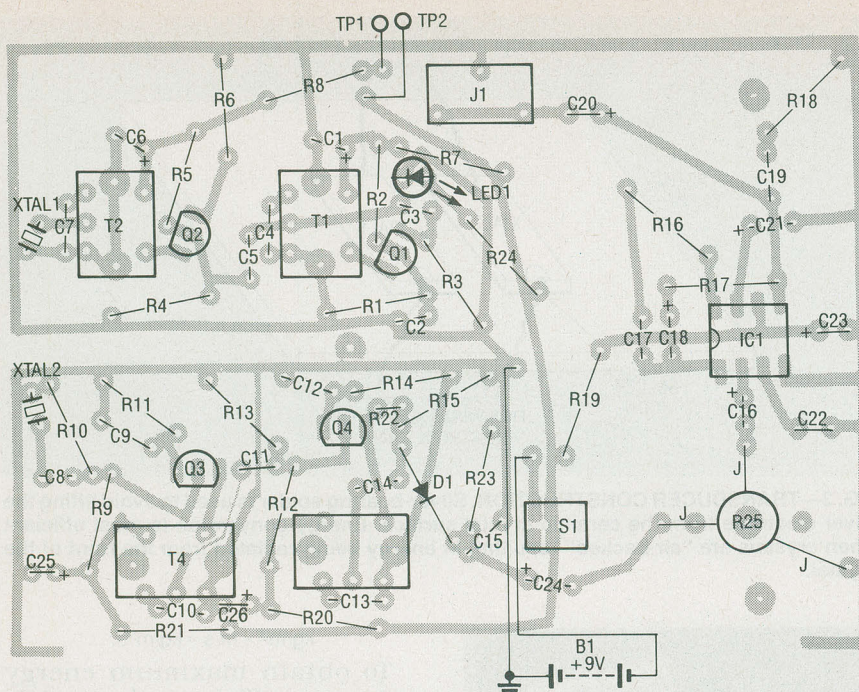 TP1 TP2
R8
R6
J1
C20 +
R18
C6
+
C1
+
R5
R7
C19
XTAL1
LED1
C7
T2
Q2
C4
T1
R2
C3
Q1
R16
+ C21
C5
R24
R3
R17
R4
R1
+
C2
C17
C18
IC1
+ C23
XTAL2
C12
R14
R11
R13
R22
R15
R19
+
C16
C22
R10
C9
Q4
C8
Q3
C11
D1
R23
J
R9
R12
C14
J
R25
S1
T4
C15
J
C25 +
+
C24
C10
+
C26
C13
R20
R21
B1
+9V